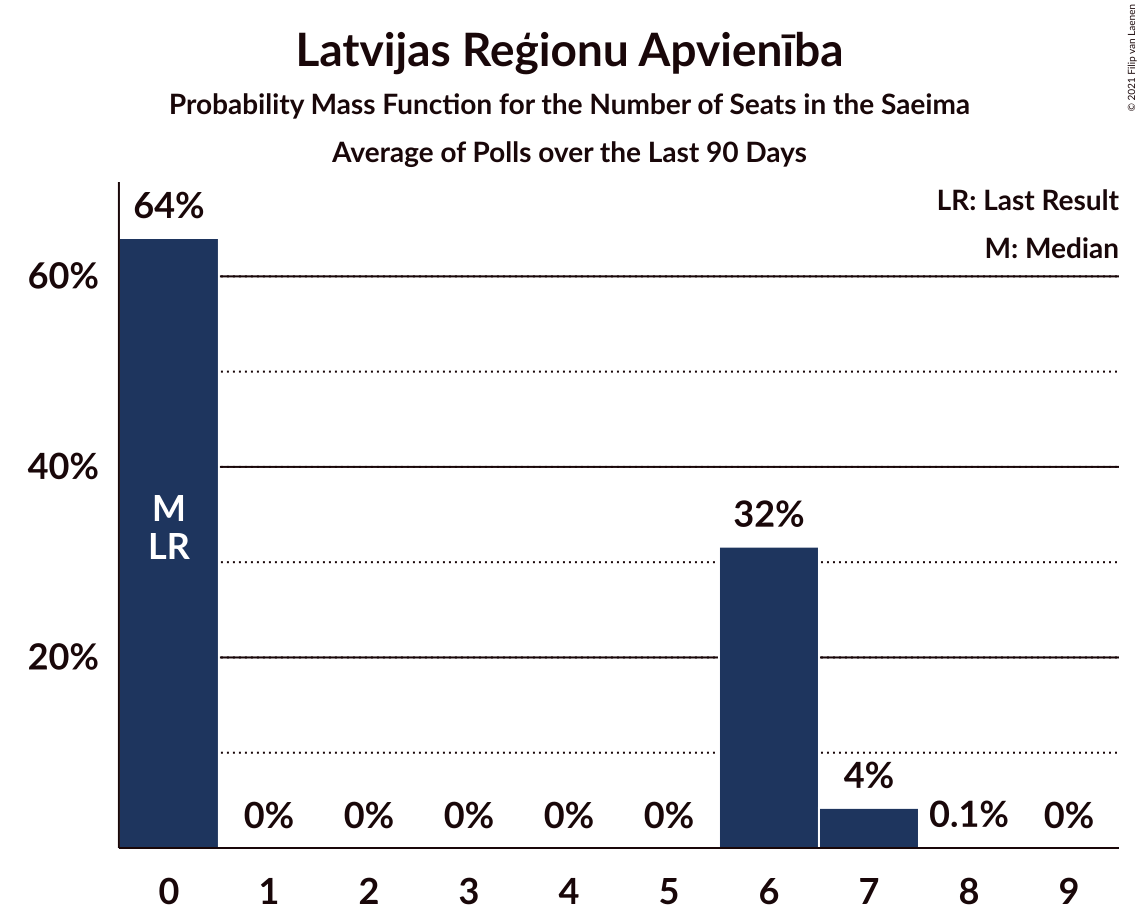 Latvijas Reģionu Apvienība
Probability Mass Function for the Number of Seats in the Saeima
Average of Polls over the Last 90 Days
© 2021 Filip van Laenen
LR: Last Result
M: Median
64%
60%
40%
20%
M
LR
0%
0%
0%
0%
0%
32%
4%
0.1%
0%
0 1 2 3 4 5 6 7 8 9